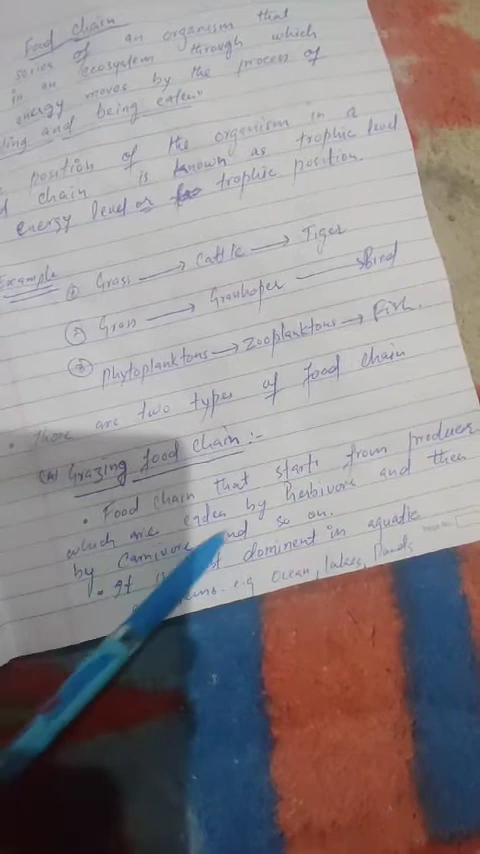 Food chain
series of an organism that
in an ecosystem through which
energy moves by the process of
and being eaten"
position of the organism in a
chain is known as trophic level
energy level or trophic position.
Example
① Grass → Cattle → Tiger
② Grass → Grasshoper → Bird
③ Phytoplanktons → Zooplanktons → Fish.
• There are two types of food chain
(a) Grazing food chain :-
• Food chain that starts from producer
which are by herbivore and then
by Carnivore and so on.
• It is dominent in aquatic
e.g Ocean, lakes, Ponds